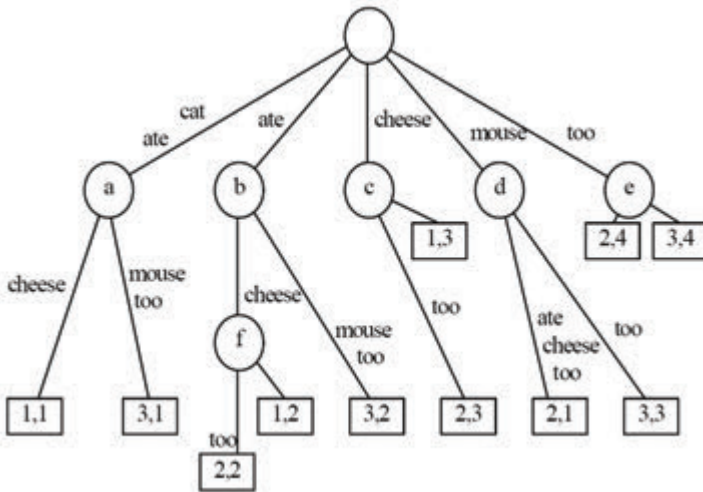 cat
ate
ate
cheese
mouse
too
a
b
c
d
e
1,3
2,4
3,4
cheese
mouse
too
cheese
mouse
too
too
ate
cheese
too
too
f
1,1
3,1
1,2
3,2
2,3
2,1
3,3
too
2,2